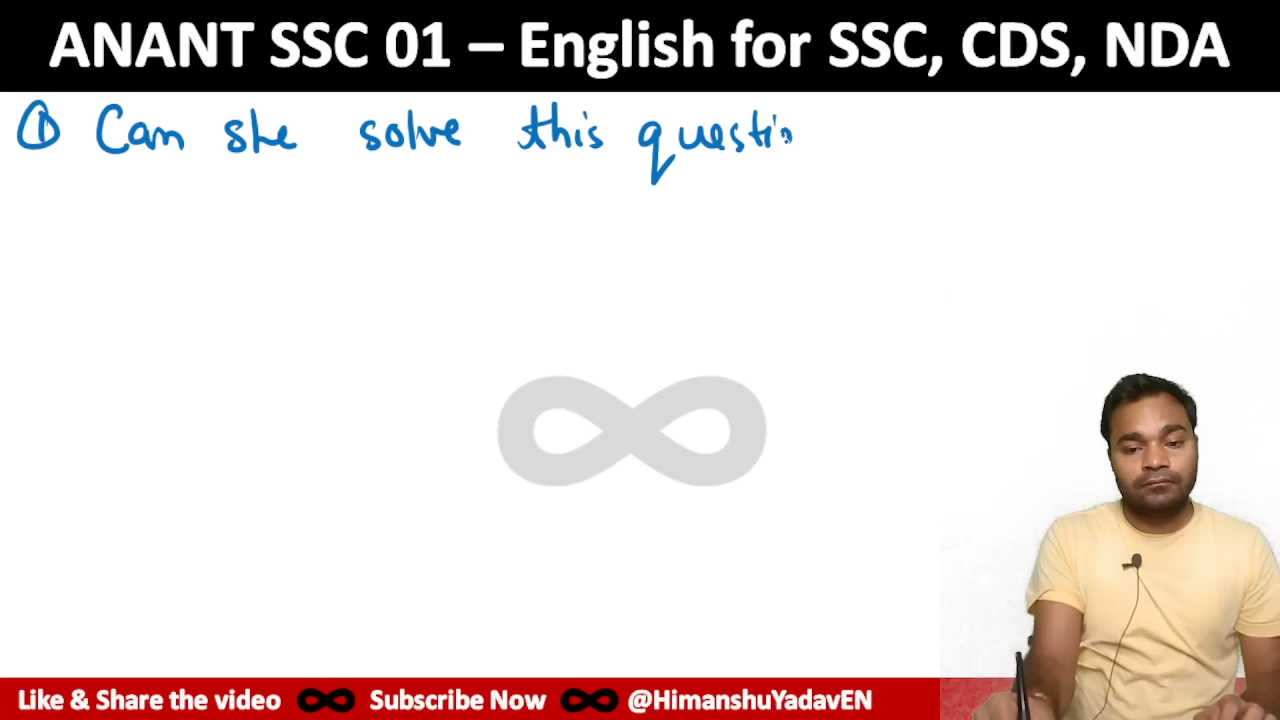 ANANT SSC 01 – English for SSC, CDS, NDA
① Can she solve this questio
Like & Share the video Subscribe Now @HimanshuYadavEN